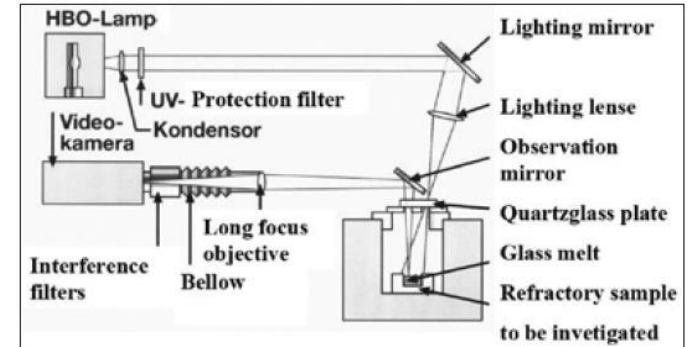 HBO-Lamp
UV- Protection filter
Kondensor
Video-
kamera
Long focus
objective
Bellow
Interference
filters
Lighting mirror
Lighting lense
Observation
mirror
Quartzglass plate
Glass melt
Refractory sample
to be invetigated